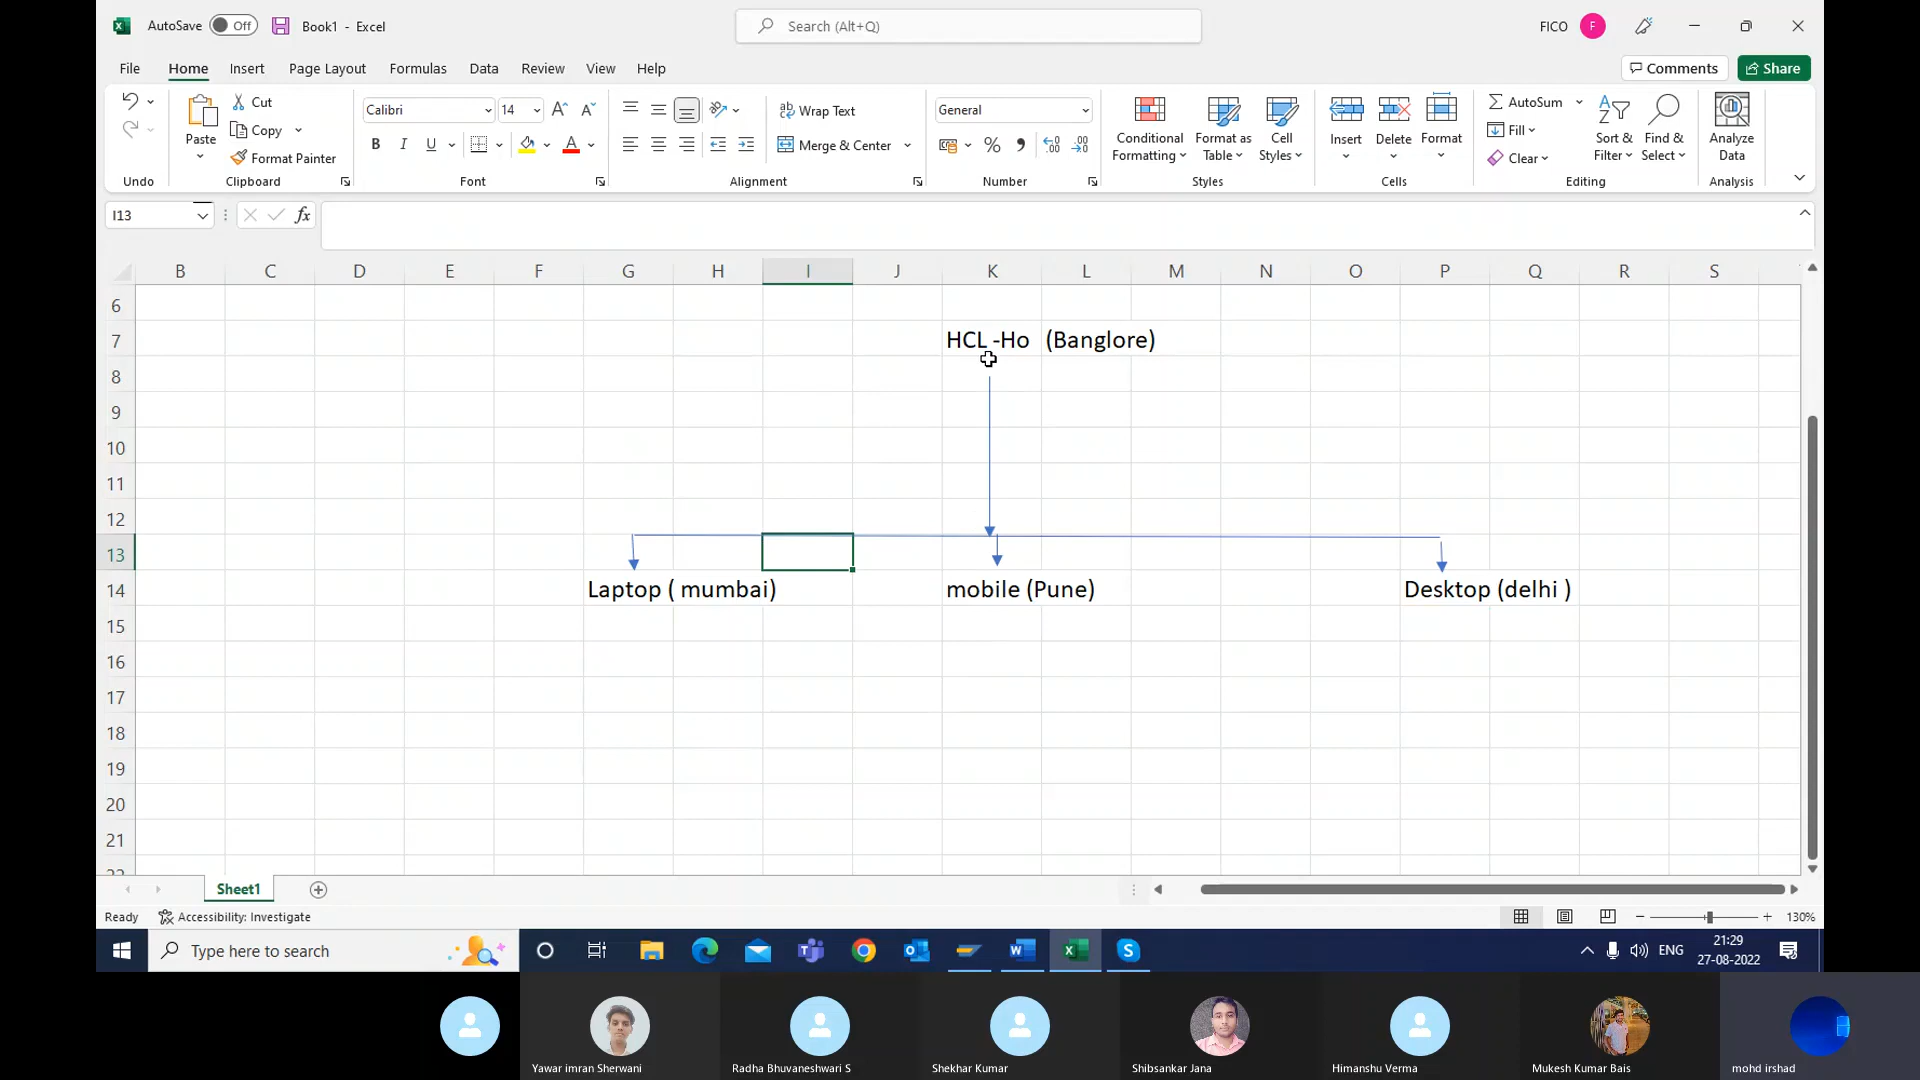 AutoSave Off Book1 - Excel Search (Alt+Q) FICO F
File Home Insert Page Layout Formulas Data Review View Help Comments Share
Undo
Paste Cut Copy Format Painter
Clipboard
Calibri 14
B I U
Font
Wrap Text
Merge & Center
Alignment
General
Number
Conditional Formatting Format as Table Cell Styles
Styles
Insert Delete Format
Cells
AutoSum Fill Clear Sort & Filter Find & Select
Editing
Analyze Data
Analysis
I13 fx
B C D E F G H I J K L M N O P Q R S
6
7 HCL -Ho (Banglore)
8
9
10
11
12
13
14 Laptop ( mumbai) mobile (Pune) Desktop (delhi )
15
16
17
18
19
20
21
22
Sheet1
Ready Accessibility: Investigate 130%
Type here to search ENG 21:29
27-08-2022
Yawar imran Sherwani Radha Bhuvaneshwari S Shekhar Kumar Shibsankar Jana Himanshu Verma Mukesh Kumar Bais mohd irshad